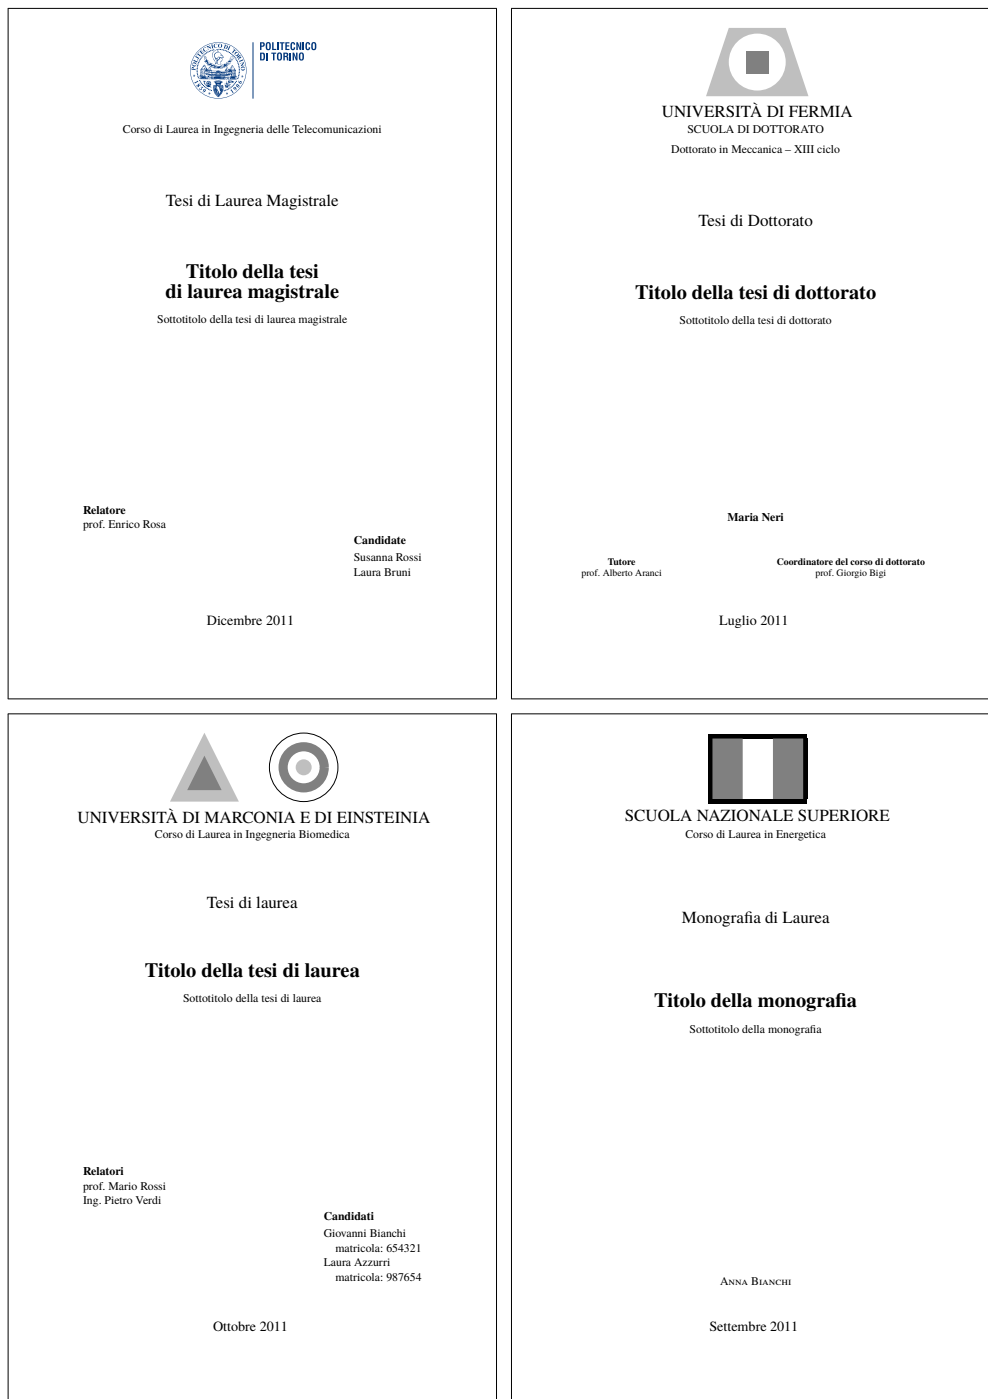 POLITECNICO
DI TORINO
Corso di Laurea in Ingegneria delle Telecomunicazioni
Tesi di Laurea Magistrale
Titolo della tesi
di laurea magistrale
Sottotitolo della tesi di laurea magistrale
Relatore
prof. Enrico Rosa
Candidate
Susanna Rossi
Laura Bruni
Dicembre 2011
UNIVERSITÀ DI FERMIA
SCUOLA DI DOTTORATO
Dottorato in Meccanica – XIII ciclo
Tesi di Dottorato
Titolo della tesi di dottorato
Sottotitolo della tesi di dottorato
Maria Neri
Tutore
prof. Alberto Aranci
Coordinatore del corso di dottorato
prof. Giorgio Bigi
Luglio 2011
UNIVERSITÀ DI MARCONIA E DI EINSTEINIA
Corso di Laurea in Ingegneria Biomedica
Tesi di laurea
Titolo della tesi di laurea
Sottotitolo della tesi di laurea
Relatori
prof. Mario Rossi
Ing. Pietro Verdi
Candidati
Giovanni Bianchi
matricola: 654321
Laura Azzurri
matricola: 987654
Ottobre 2011
SCUOLA NAZIONALE SUPERIORE
Corso di Laurea in Energetica
Monografia di Laurea
Titolo della monografia
Sottotitolo della monografia
ANNA BIANCHI
Settembre 2011